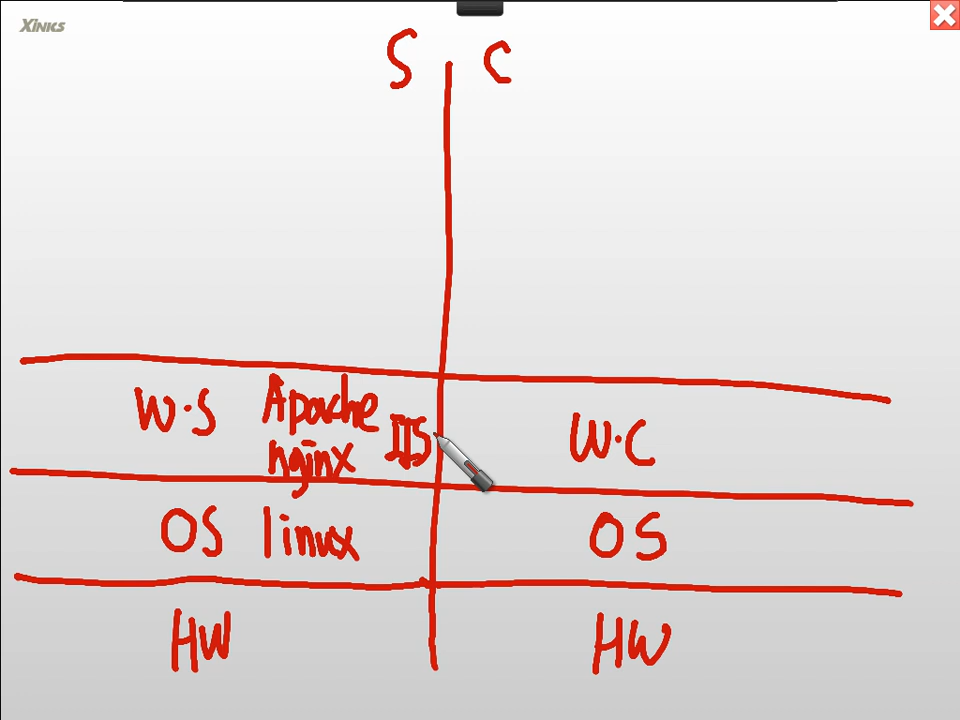 XINKS
S C
W.S Apache
nginx IIS W.C
OS linux OS
HW HW